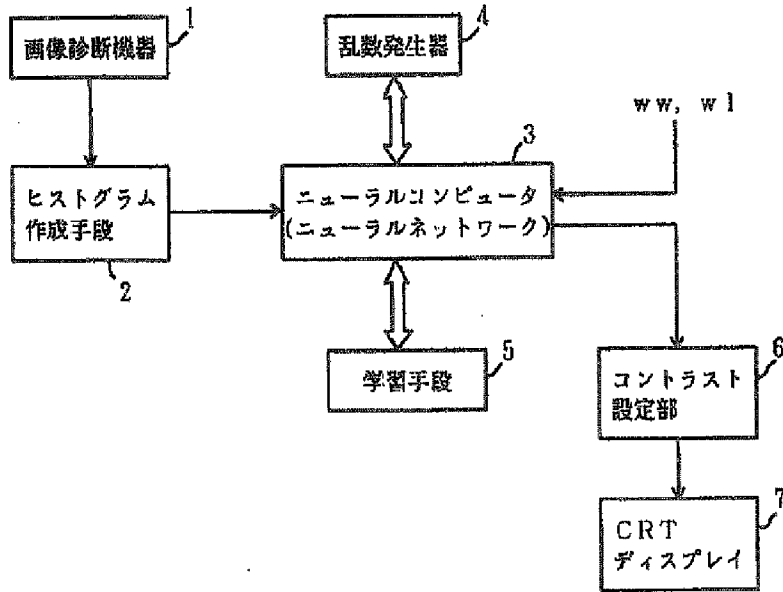 1
画像診断機器
4
乱数発生器
ww, wl
3
ヒストグラム
作成手段
2
ニューラルコンピュータ
(ニューラルネットワーク)
5
学習手段
6
コントラスト
設定部
7
CRT
ディスプレイ